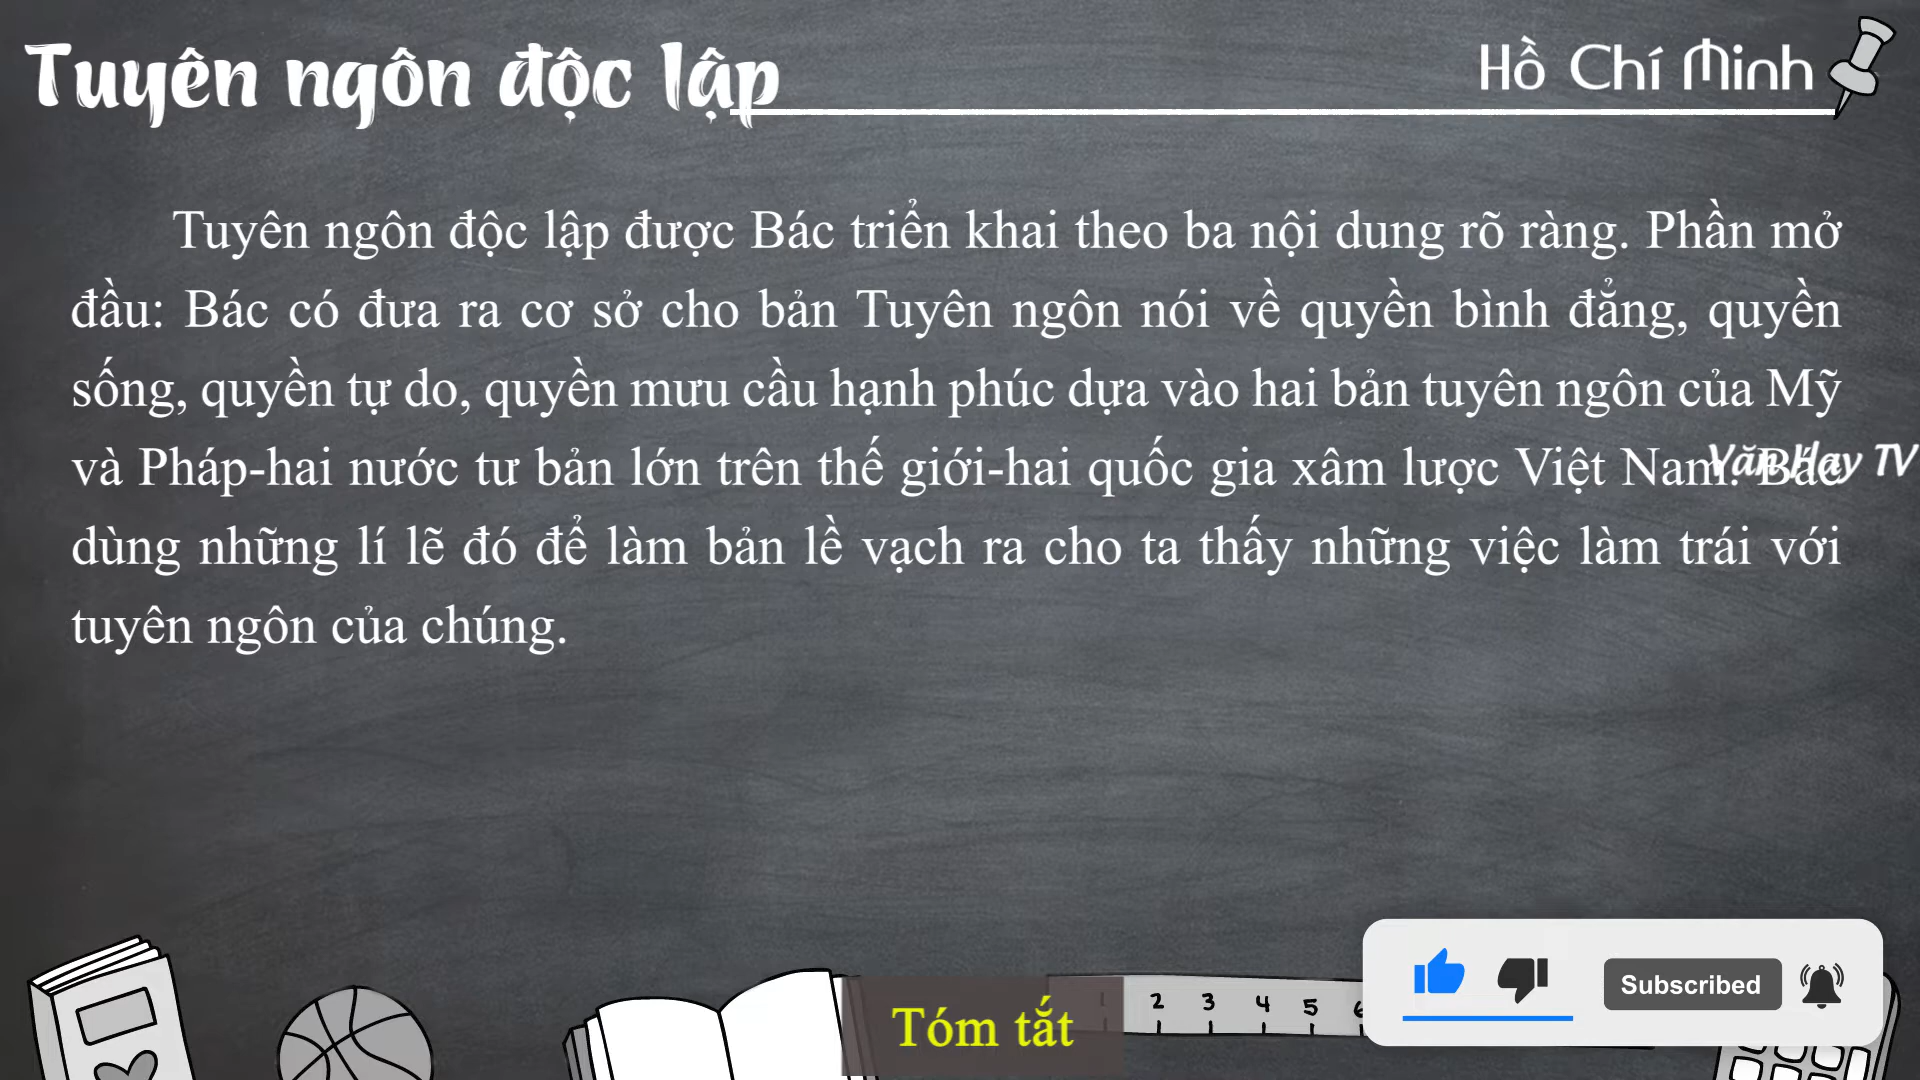 Tuyên ngôn độc lập
Hồ Chí Minh
Tuyên ngôn độc lập được Bác triển khai theo ba nội dung rõ ràng. Phần mở
đầu: Bác có đưa ra cơ sở cho bản Tuyên ngôn nói về quyền bình đẳng, quyền
sống, quyền tự do, quyền mưu cầu hạnh phúc dựa vào hai bản tuyên ngôn của Mỹ
và Pháp-hai nước tư bản lớn trên thế giới-hai quốc gia xâm lược Việt Nam. Bác
Văn Hay TV
dùng những lí lẽ đó để làm bản lề vạch ra cho ta thấy những việc làm trái với
tuyên ngôn của chúng.
1 2 3 4 5 6
Subscribed
Tóm tắt